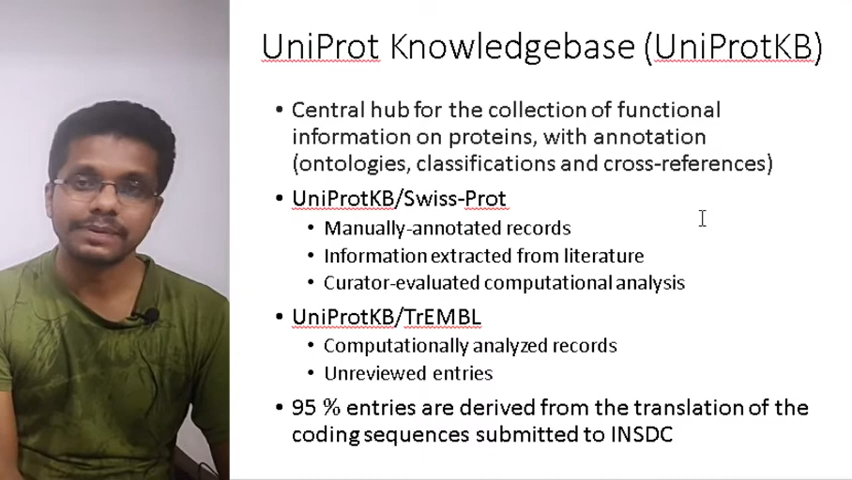 UniProt Knowledgebase (UniProtKB)
• Central hub for the collection of functional
information on proteins, with annotation
(ontologies, classifications and cross-references)
• UniProtKB/Swiss-Prot
• Manually-annotated records
• Information extracted from literature
• Curator-evaluated computational analysis
• UniProtKB/TrEMBL
• Computationally analyzed records
• Unreviewed entries
• 95 % entries are derived from the translation of the
coding sequences submitted to INSDC